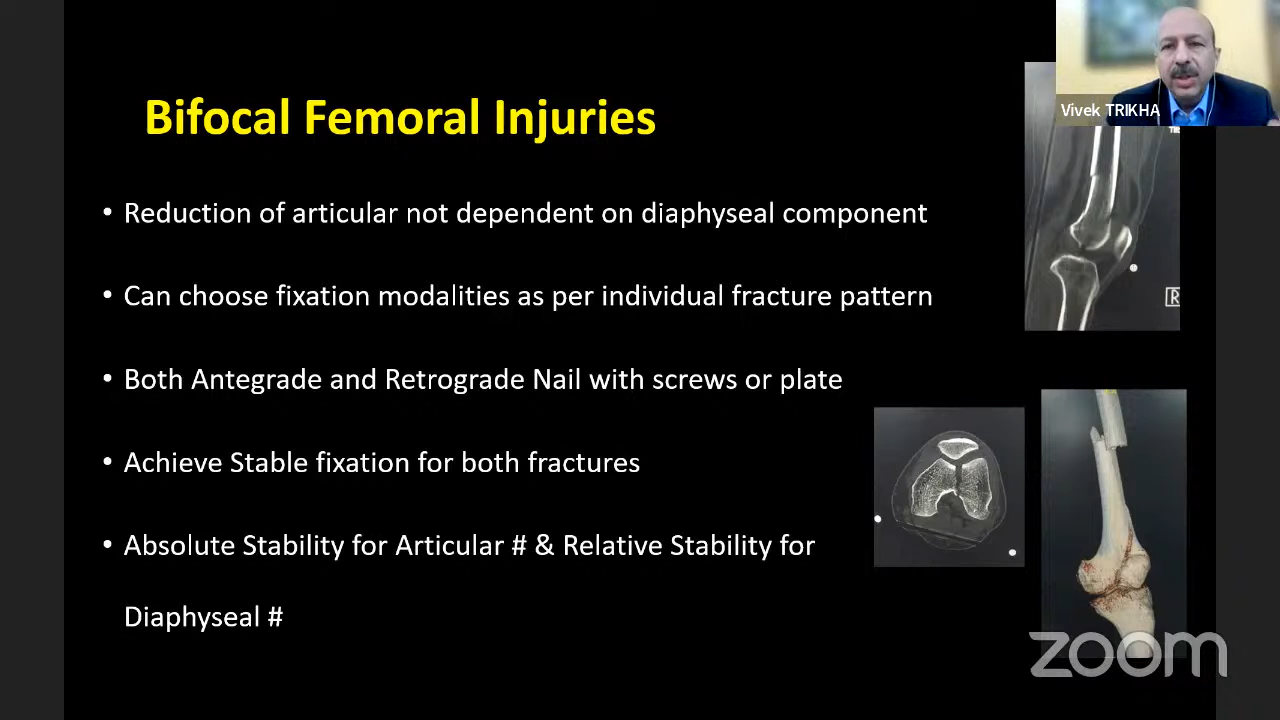 Vivek TRIKHA
Bifocal Femoral Injuries
• Reduction of articular not dependent on diaphyseal component
• Can choose fixation modalities as per individual fracture pattern
• Both Antegrade and Retrograde Nail with screws or plate
• Achieve Stable fixation for both fractures
• Absolute Stability for Articular # & Relative Stability for
Diaphyseal #
R
zoom